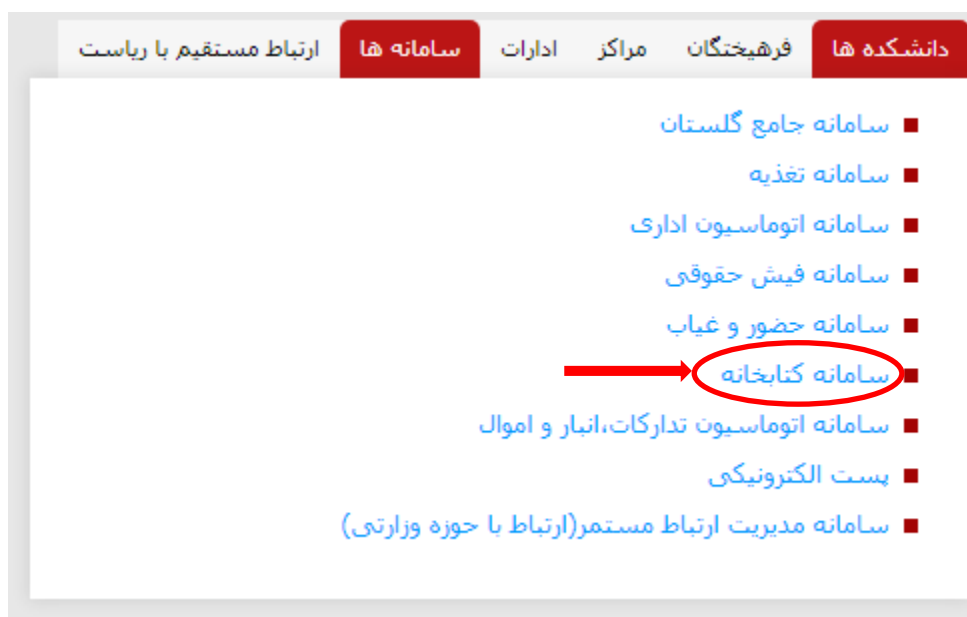 دانشکده ها فرهیختگان مراکز ادارات سامانه ها ارتباط مستقیم با ریاست
سامانه جامع گلستان
سامانه تغذیه
سامانه اتوماسیون اداری
سامانه فیش حقوقی
سامانه حضور و غیاب
سامانه کتابخانه
سامانه اتوماسیون تدارکات،انبار و اموال
پست الکترونیکی
سامانه مدیریت ارتباط مستمر(ارتباط با حوزه وزارتی)